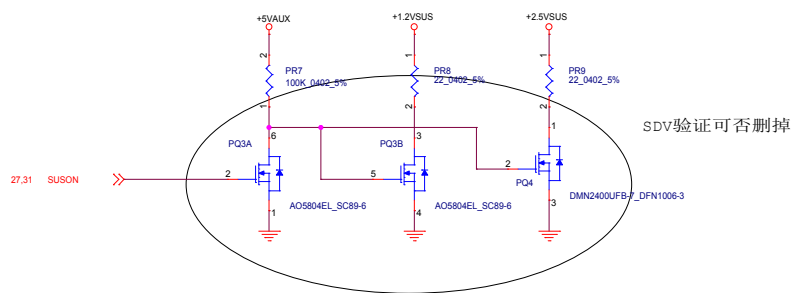 +5VAUX
+1.2VSUS
+2.5VSUS
2
1
1
PR7
100K_0402_5%
PR8
22_0402_5%
PR9
22_0402_5%
1
2
2
SDV验证可否删掉
6
3
1
PQ3A
PQ3B
27.31 SUSON
2
5
2
PQ4
DMN2400UFB-7_DFN1006-3
1
AO5804EL_SC89-6
4
AO5804EL_SC89-6
3